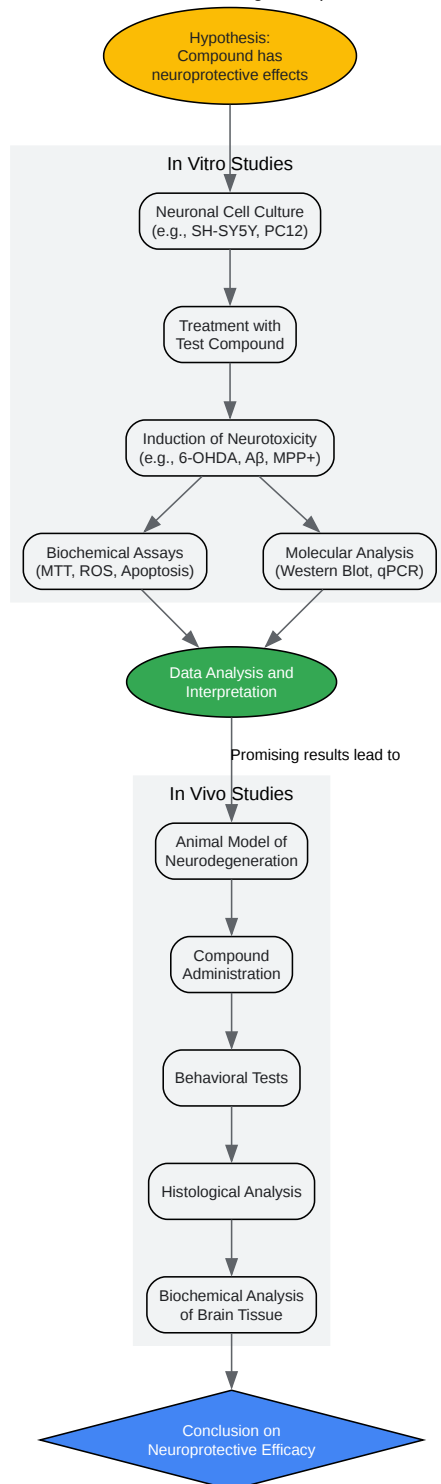 Hypothesis:
Compound has
neuroprotective effects
In Vitro Studies
Neuronal Cell Culture
(e.g., SH-SY5Y, PC12)
Treatment with
Test Compound
Induction of Neurotoxicity
(e.g., 6-OHDA, Aβ, MPP+)
Biochemical Assays
(MTT, ROS, Apoptosis)
Molecular Analysis
(Western Blot, qPCR)
Data Analysis and
Interpretation
Promising results lead to
In Vivo Studies
Animal Model of
Neurodegeneration
Compound
Administration
Behavioral Tests
Histological Analysis
Biochemical Analysis
of Brain Tissue
Conclusion on
Neuroprotective Efficacy